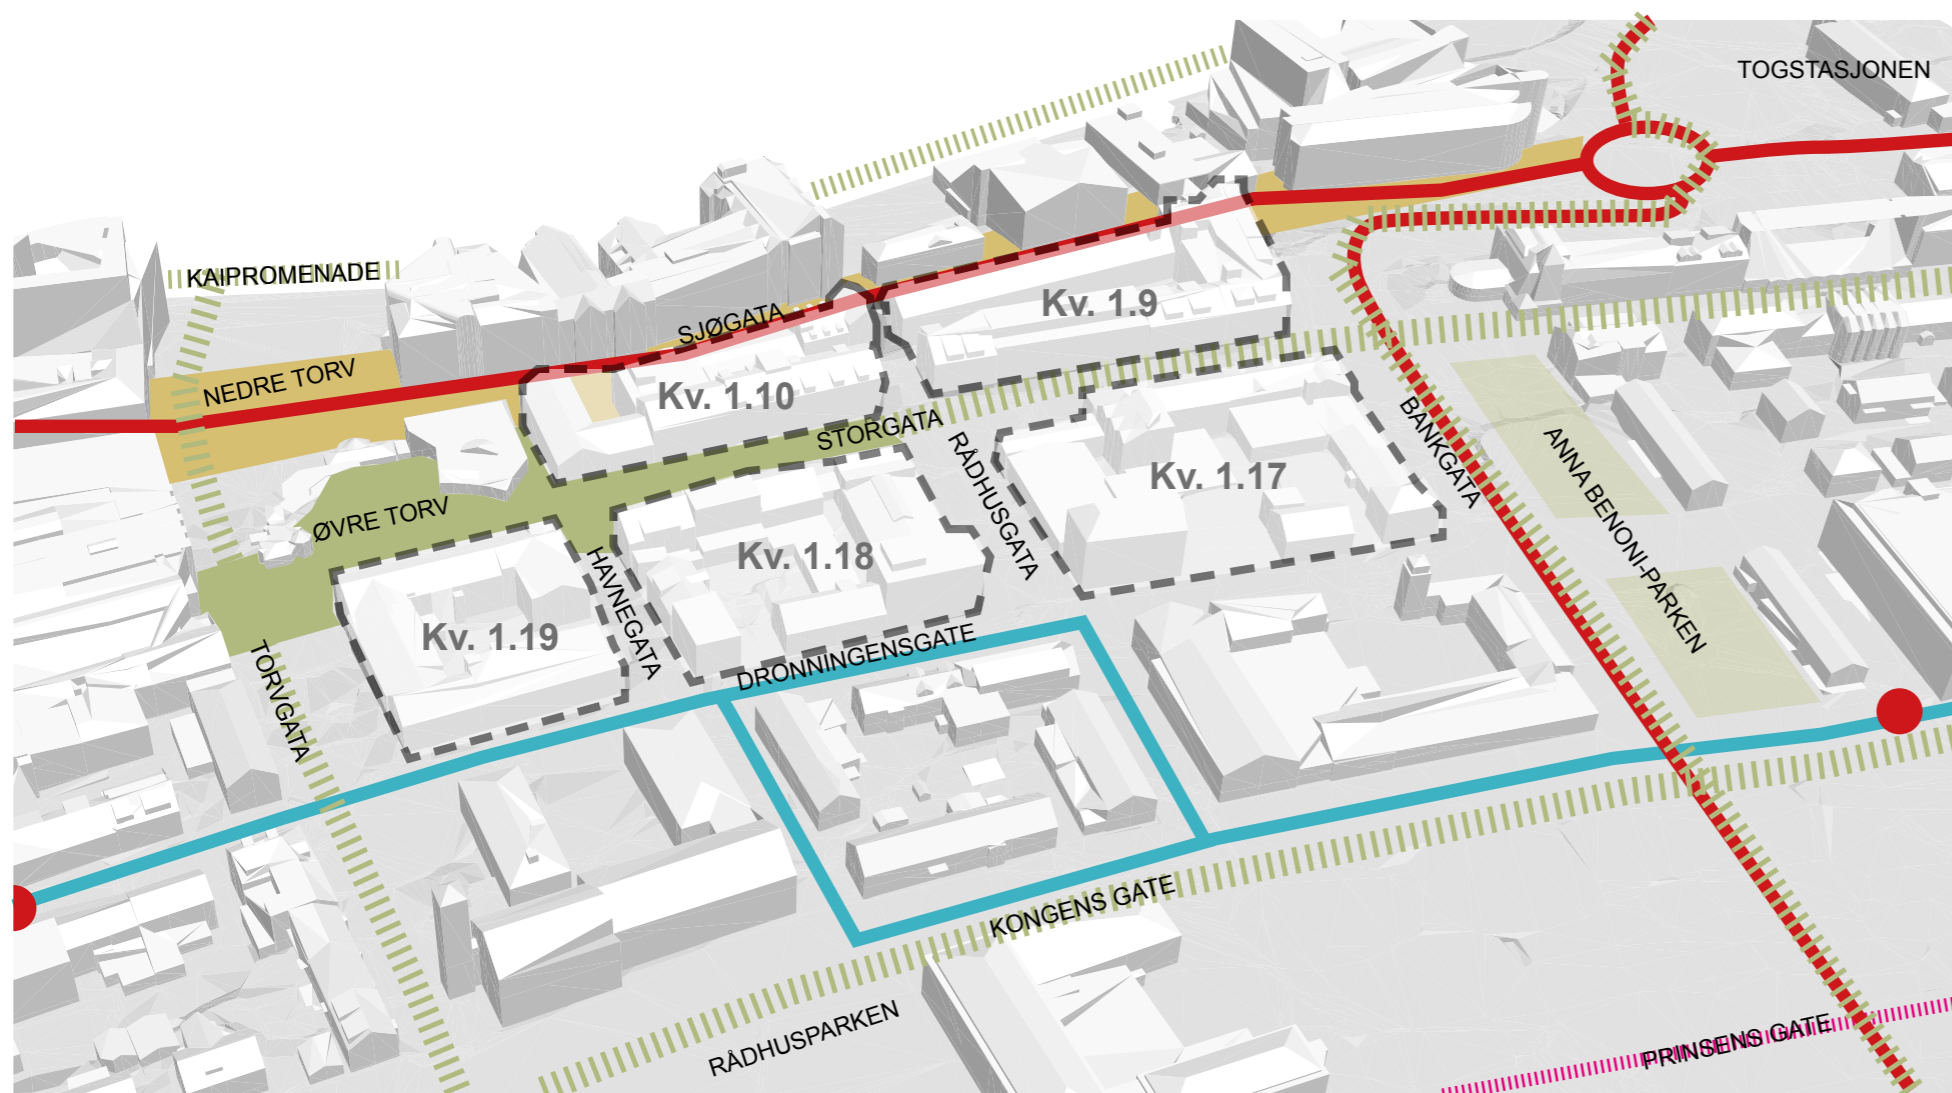 TOGSTASJONEN
KAIPROMENADE
SJØGATA
Kv. 1.9
NEDRE TORV
Kv. 1.10
STORGATA
BANKGATA
RÅDHUSGATA
Kv. 1.17
ANNA BENONI-PARKEN
ØVRE TORV
Kv. 1.18
HAVNEGATA
Kv. 1.19
DRONNINGENSGATE
TORVGATA
KONGENS GATE
RÅDHUSPARKEN
PRINSENS GATE